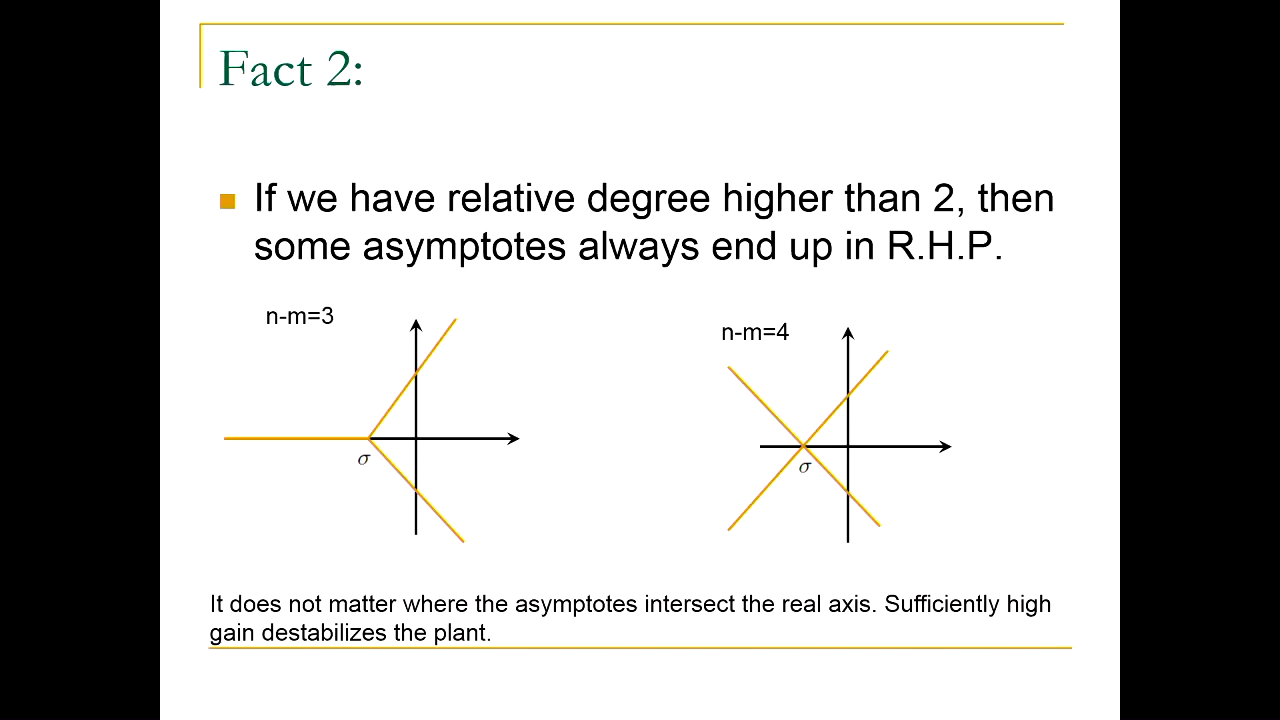 Fact 2:
If we have relative degree higher than 2, then
some asymptotes always end up in R.H.P.
n-m=3
n-m=4
σ
σ
It does not matter where the asymptotes intersect the real axis. Sufficiently high
gain destabilizes the plant.